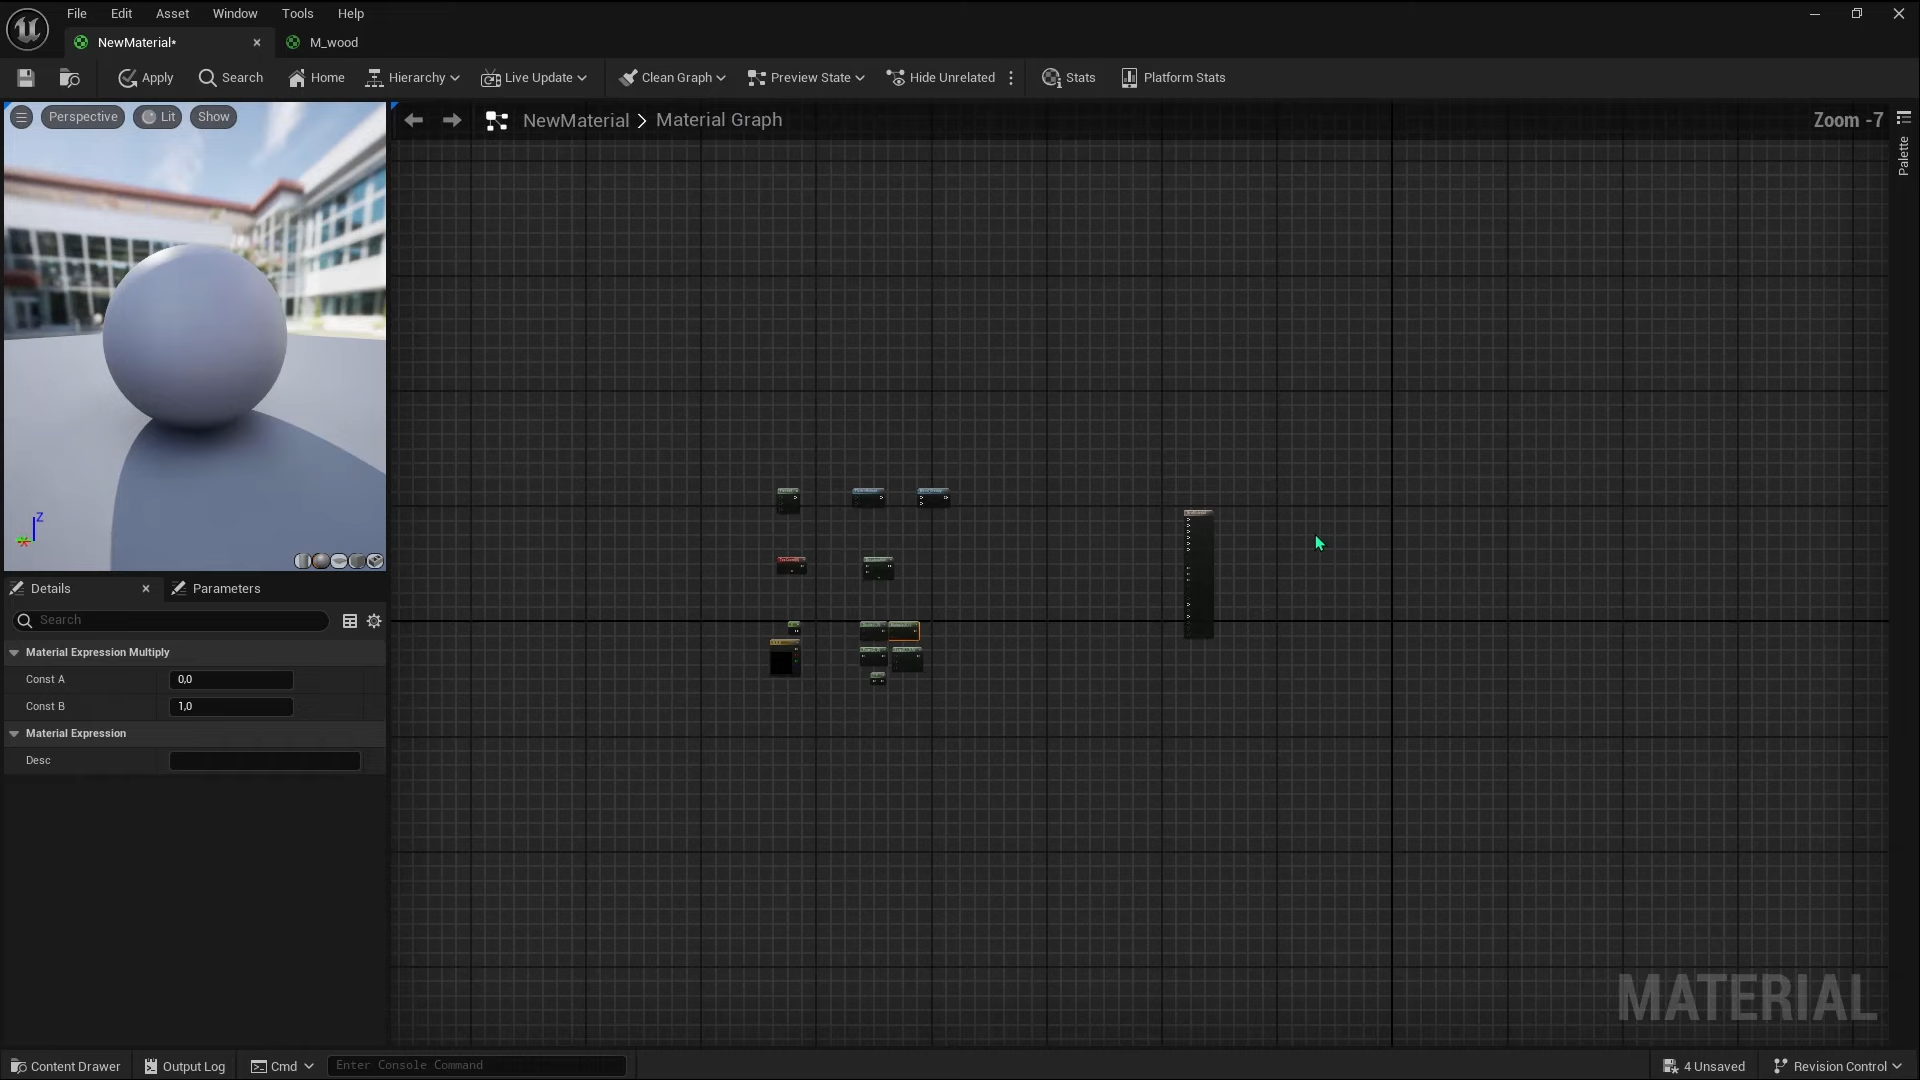 File Edit Asset Window Tools Help
NewMaterial* M_wood
Apply Search Home Hierarchy Live Update Clean Graph Preview State Hide Unrelated Stats Platform Stats
Perspective Lit Show
NewMaterial Material Graph Zoom -7
Palette
Z
Details Parameters
Search
Material Expression Multiply
Const A 0,0
Const B 1,0
Material Expression
Desc
MATERIAL
Content Drawer Output Log Cmd Enter Console Command 4 Unsaved Revision Control